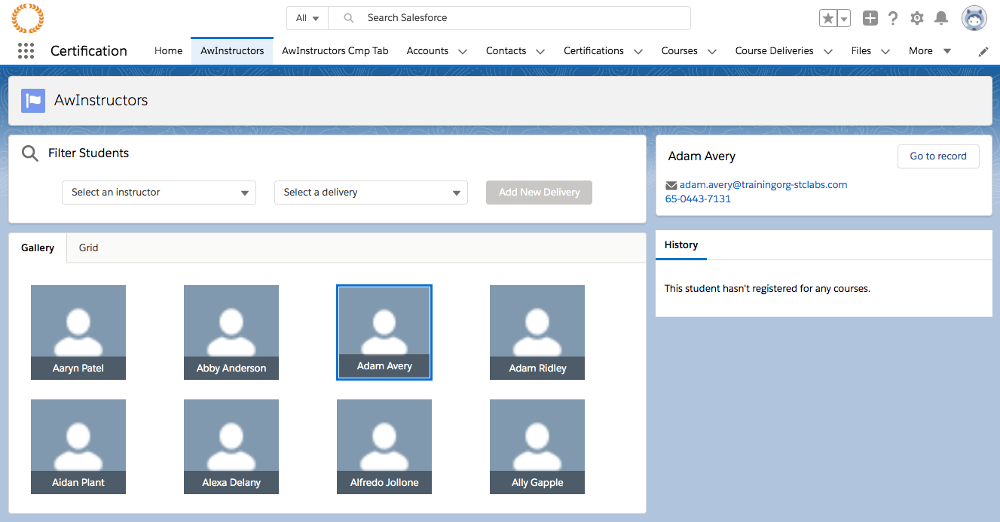 All
Search Salesforce
Certification
Home
AwInstructors
AwInstructors Cmp Tab
Accounts
Contacts
Certifications
Courses
Course Deliveries
Files
More
AwInstructors
Filter Students
Select an instructor
Select a delivery
Add New Delivery
Gallery
Grid
Aaryn Patel
Abby Anderson
Adam Avery
Adam Ridley
Aidan Plant
Alexa Delany
Alfredo Jollone
Ally Gapple
Adam Avery
Go to record
adam.avery@trainingorg-stclabs.com
65-0443-7131
History
This student hasn't registered for any courses.